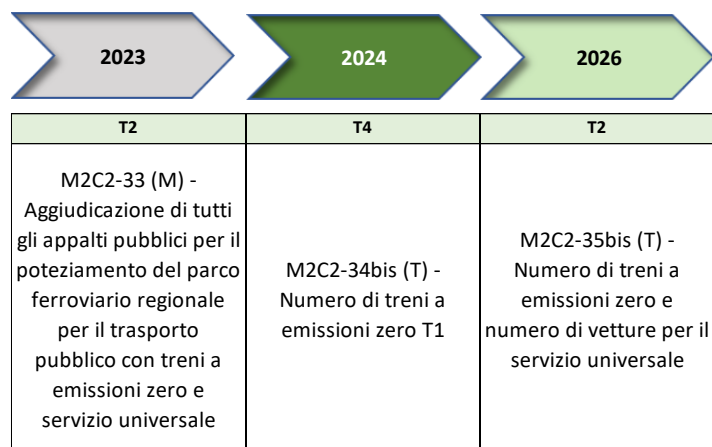 2023
2024
2026
T2
T4
T2
M2C2-33 (M) -
Aggiudicazione di tutti
gli appalti pubblici per il
poteziamento del parco
ferroviario regionale
per il trasporto
pubblico con treni a
emissioni zero e
servizio universale
M2C2-34bis (T) -
Numero di treni a
emissioni zero T1
M2C2-35bis (T) -
Numero di treni a
emissioni zero e
numero di vetture per il
servizio universale